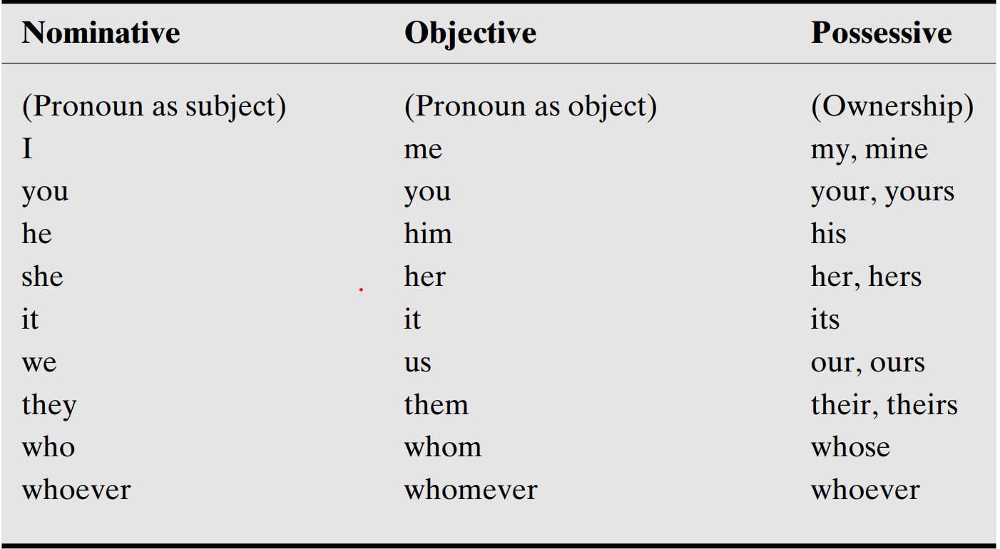 Nominative Objective Possessive
(Pronoun as subject) (Pronoun as object) (Ownership)
I me my, mine
you you your, yours
he him his
she her her, hers
it it its
we us our, ours
they them their, theirs
who whom whose
whoever whomever whoever